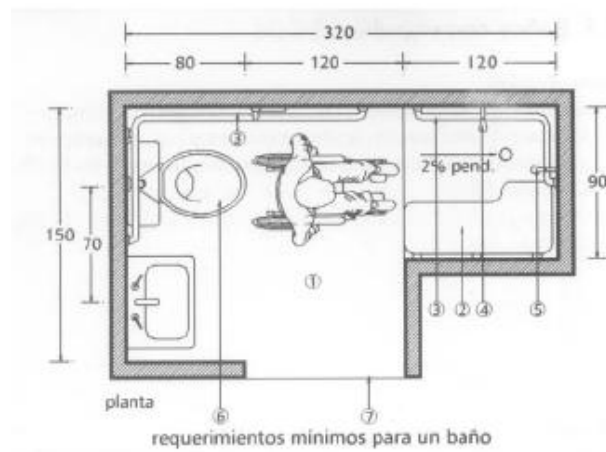 320
80 120 120
③
2% pend.
150
70
90
①
③ ② ④ ⑤
planta
⑥ ⑦
requerimientos mínimos para un baño